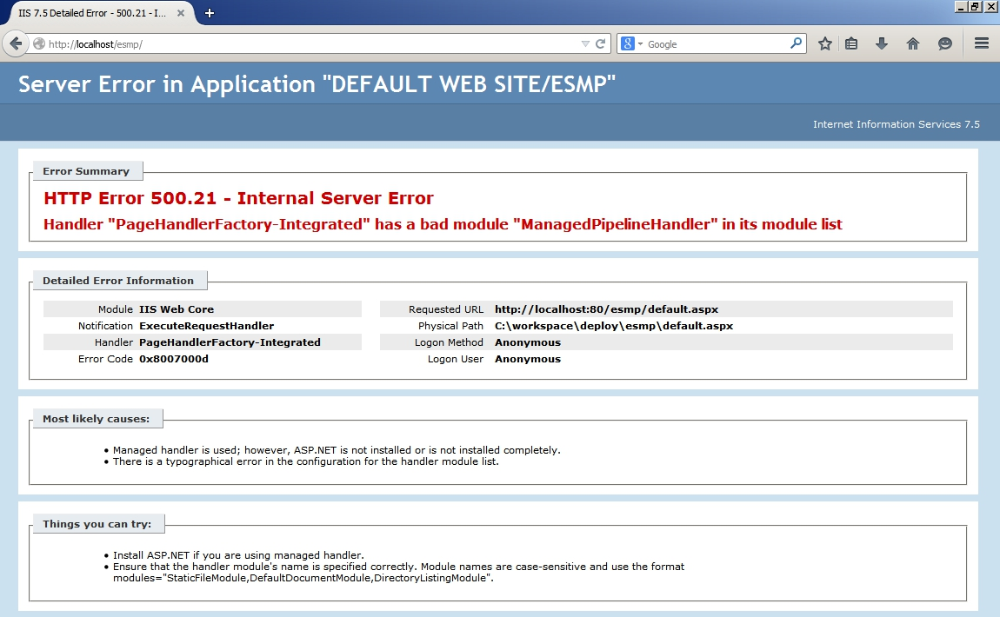 IIS 7.5 Detailed Error - 500.21 - I...
http://localhost/esmp/
8
Google
Server Error in Application "DEFAULT WEB SITE/ESMP"
Internet Information Services 7.5
Error Summary
HTTP Error 500.21 - Internal Server Error
Handler "PageHandlerFactory-Integrated" has a bad module "ManagedPipelineHandler" in its module list
Detailed Error Information
Module IIS Web Core
Notification ExecuteRequestHandler
Handler PageHandlerFactory-Integrated
Error Code 0x8007000d
Requested URL http://localhost:80/esmp/default.aspx
Physical Path C:\workspace\deploy\esmp\default.aspx
Logon Method Anonymous
Logon User Anonymous
Most likely causes:
• Managed handler is used; however, ASP.NET is not installed or is not installed completely.
• There is a typographical error in the configuration for the handler module list.
Things you can try:
• Install ASP.NET if you are using managed handler.
• Ensure that the handler module's name is specified correctly. Module names are case-sensitive and use the format
modules="StaticFileModule,DefaultDocumentModule,DirectoryListingModule".